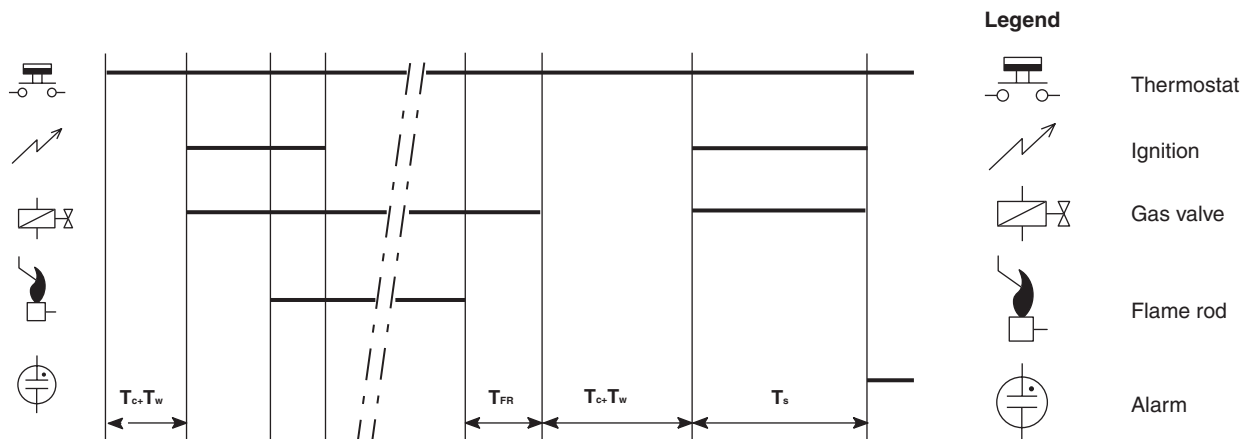 Legend
Thermostat
Ignition
Gas valve
Flame rod
Alarm
Tc+Tw
TFR
Tc+Tw
Ts